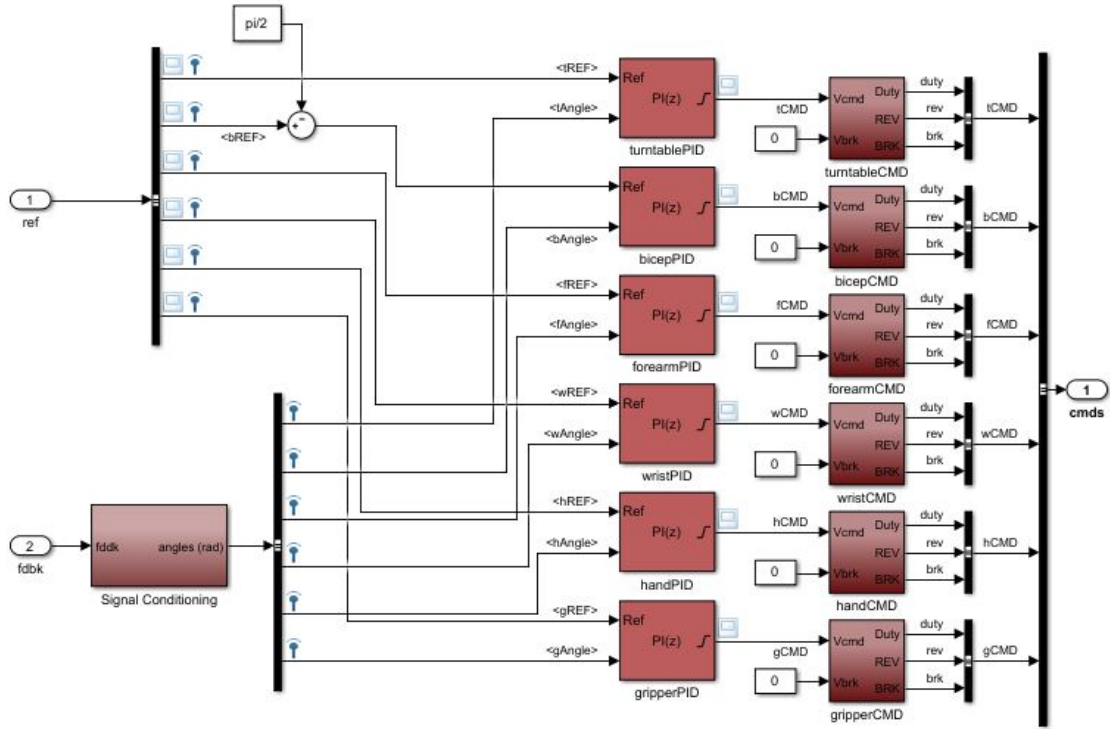 pi/2
<tREF>
<tAngle>
Ref
PI(z)
turntablePID
tCMD
0
Vcmd
Vbrk
Duty
REV
BRK
turntableCMD
duty
rev
brk
tCMD
<bREF>
<bAngle>
Ref
PI(z)
bicepPID
bCMD
0
Vcmd
Vbrk
Duty
REV
BRK
bicepCMD
duty
rev
brk
bCMD
1
ref
<fREF>
<fAngle>
Ref
PI(z)
forearmPID
fCMD
0
Vcmd
Vbrk
Duty
REV
BRK
forearmCMD
duty
rev
brk
fCMD
1
cmds
<wREF>
<wAngle>
Ref
PI(z)
wristPID
wCMD
0
Vcmd
Vbrk
Duty
REV
BRK
wristCMD
duty
rev
brk
wCMD
2
fdbk
fddk
angles (rad)
Signal Conditioning
<hREF>
<hAngle>
Ref
PI(z)
handPID
hCMD
0
Vcmd
Vbrk
Duty
REV
BRK
handCMD
duty
rev
brk
hCMD
<gREF>
<gAngle>
Ref
PI(z)
gripperPID
gCMD
0
Vcmd
Vbrk
Duty
REV
BRK
gripperCMD
duty
rev
brk
gCMD